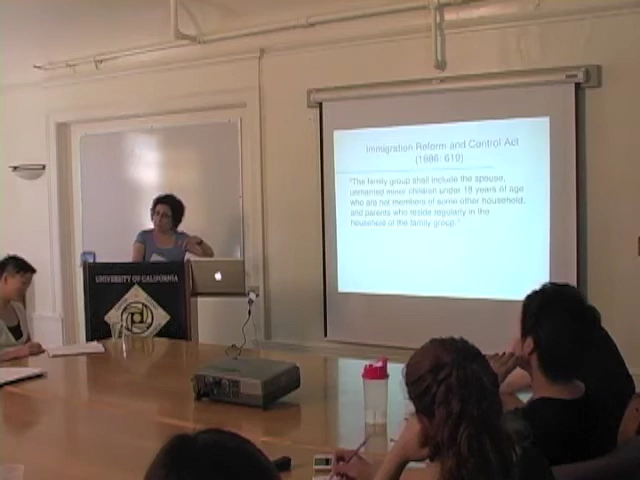 Immigration Reform and Control Act
(1986: 619)
"The family group shall include the spouse,
unmarried minor children under 18 years of age
who are not members of some other household,
and parents who reside regularly in the
household of the family group."
UNIVERSITY OF CALIFORNIA